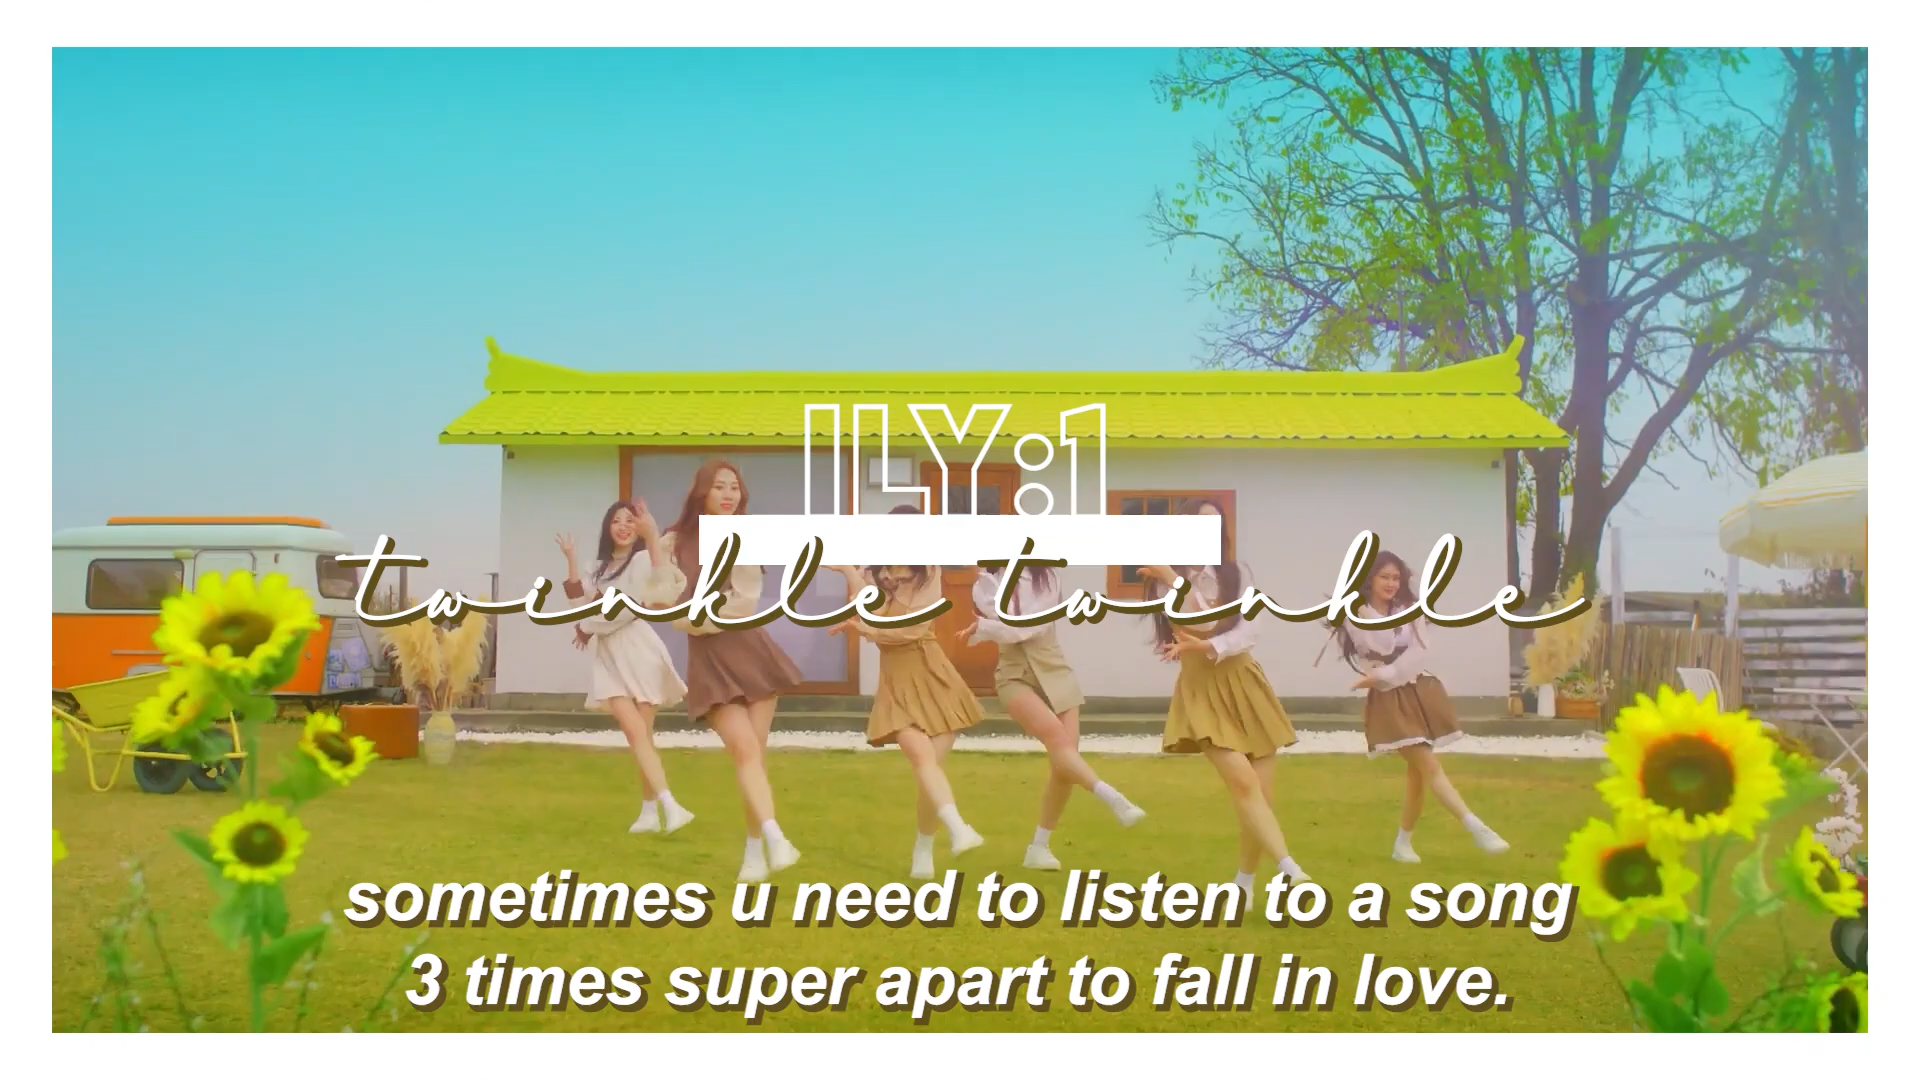 ILY:1
twinkle twinkle
sometimes u need to listen to a song
3 times super apart to fall in love.